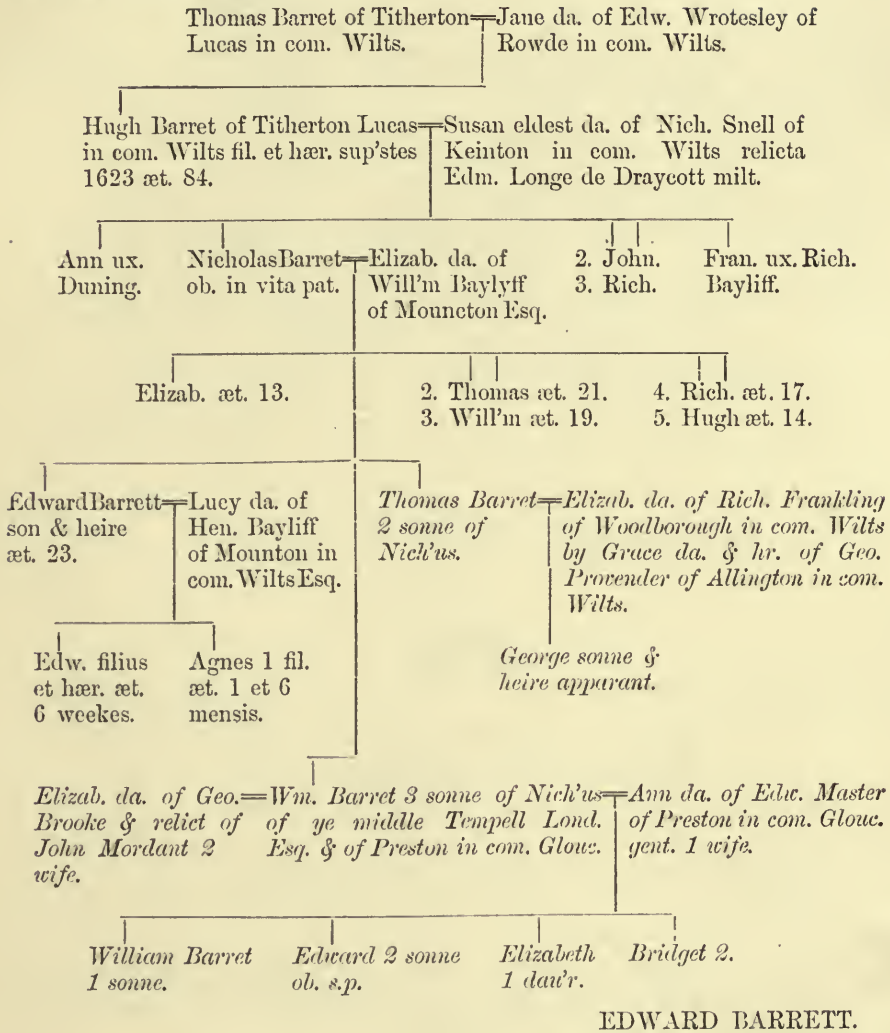 Thomas Barret of Titherton Lucas in com. Wilts.
Jane da. of Edw. Wrotesley of Rowde in com. Wilts.
Hugh Barret of Titherton Lucas
in com. Wilts fil. et hær. sup'stes
1623 æt. 84.
Susan eldest da. of Nich. Snell of
Keinton in com. Wilts relicta
Edm. Longe de Draycott milt.
Ann ux.
Duning.
Nicholas Barret
ob. in vita pat.
Elizab. da. of
Will'm Baylyff
of Mouncton Esq.
2. John.
3. Rich.
Fran. ux. Rich.
Bayliff.
Elizab. æt. 13.
2. Thomas æt. 21.
3. Will'm æt. 19.
4. Rich. æt. 17.
5. Hugh æt. 14.
Edward Barrett
son & heire
æt. 23.
Lucy da. of
Hen. Bayliff
of Mounton in
com. Wilts Esq.
Thomas Barret
2 sonne of
Nich'us.
Elizab. da. of Rich. Frankling
of Woodborough in com. Wilts
by Grace da. & hr. of Geo.
Provender of Allington in com.
Wilts.
Edw. filius
et hær. æt.
6 weekes.
Agnes 1 fil.
æt. 1 et 6
mensis.
George sonne &
heire apparant.
Elizab. da. of Geo.
Brooke & relict of
John Mordant 2
wife.
Wm. Barret 3 sonne of Nich'us
of ye middle Tempell Lond.
Esq. & of Preston in com. Glouc.
Ann da. of Edw. Master
of Preston in com. Glouc.
gent. 1 wife.
William Barret
1 sonne.
Edward 2 sonne
ob. s.p.
Elizabeth
1 dau'r.
Bridget 2.
EDWARD BARRETT.